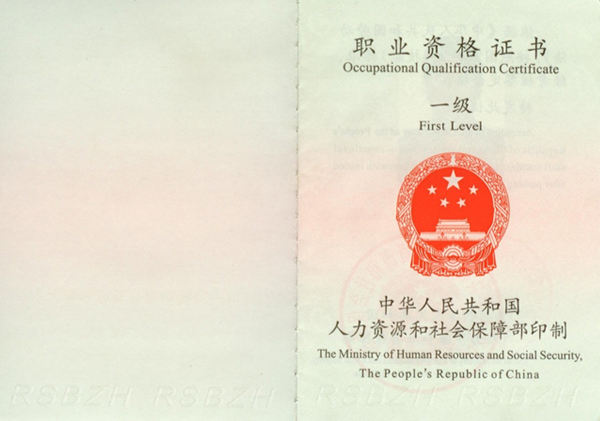 职业资格证书
Occupational Qualification Certificate
一级
First Level
中华人民共和国
人力资源和社会保障部印制
The Ministry of Human Resources and Social Security,
The People's Republic of China
RSBZH RSBZH RSBZH RSBZH